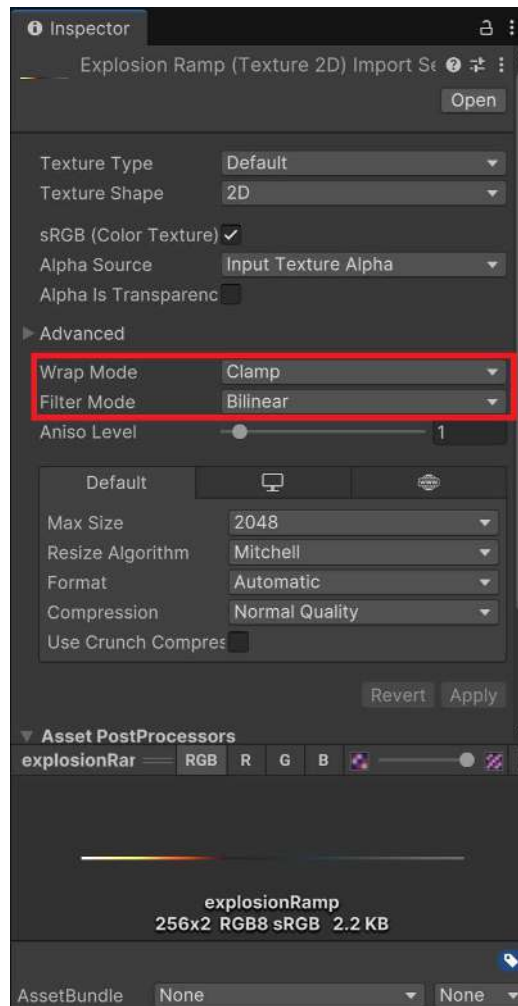 Inspector
Explosion Ramp (Texture 2D) Import Se
Open
Texture Type Default
Texture Shape 2D
sRGB (Color Texture)
Alpha Source Input Texture Alpha
Alpha Is Transparenc
Advanced
Wrap Mode Clamp
Filter Mode Bilinear
Aniso Level 1
Default
Max Size 2048
Resize Algorithm Mitchell
Format Automatic
Compression Normal Quality
Use Crunch Compres
Revert Apply
Asset PostProcessors
explosionRar RGB R G B
explosionRamp
256x2 RGB8 sRGB 2.2 KB
AssetBundle None None